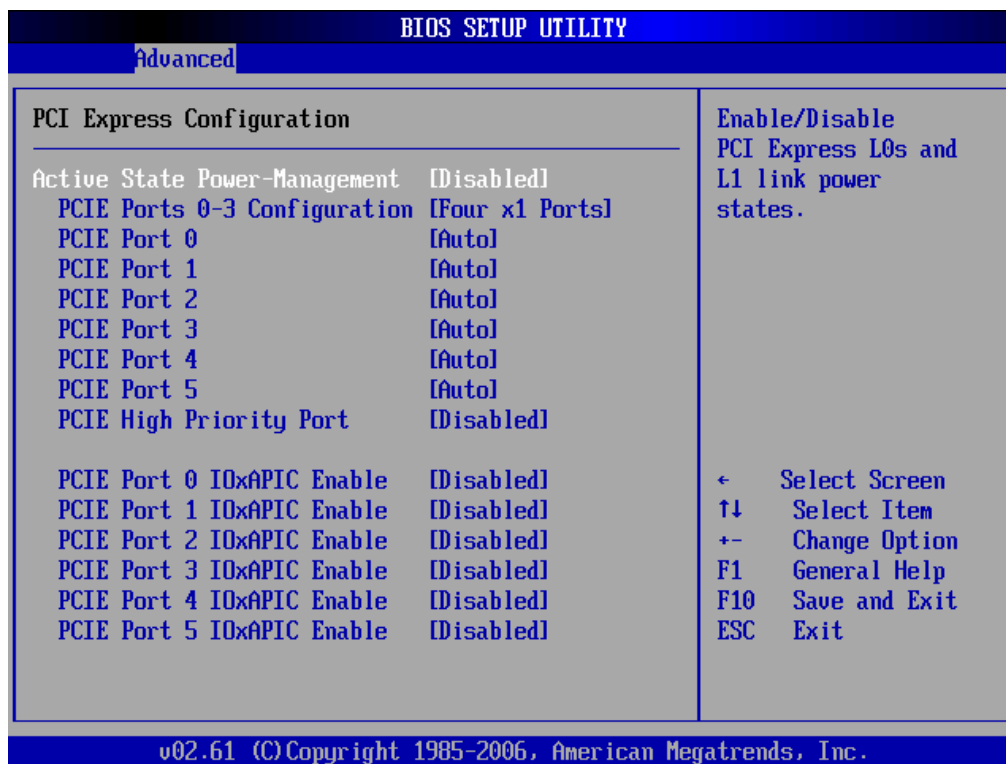 BIOS SETUP UTILITY
Advanced
PCI Express Configuration
Active State Power-Management [Disabled]
PCIE Ports 0-3 Configuration [Four x1 Ports]
PCIE Port 0 [Auto]
PCIE Port 1 [Auto]
PCIE Port 2 [Auto]
PCIE Port 3 [Auto]
PCIE Port 4 [Auto]
PCIE Port 5 [Auto]
PCIE High Priority Port [Disabled]
PCIE Port 0 IOxAPIC Enable [Disabled]
PCIE Port 1 IOxAPIC Enable [Disabled]
PCIE Port 2 IOxAPIC Enable [Disabled]
PCIE Port 3 IOxAPIC Enable [Disabled]
PCIE Port 4 IOxAPIC Enable [Disabled]
PCIE Port 5 IOxAPIC Enable [Disabled]
Enable/Disable
PCI Express L0s and
L1 link power
states.
← Select Screen
↑↓ Select Item
+- Change Option
F1 General Help
F10 Save and Exit
ESC Exit
v02.61 (C)Copyright 1985-2006, American Megatrends, Inc.